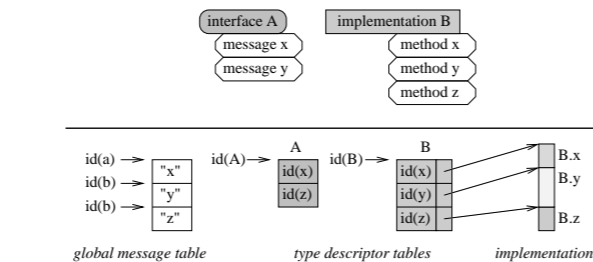 interface A
implementation B
message x
method x
message y
method y
method z
A
B
id(a)
id(A)
id(B)
"x"
id(x)
id(x)
B.x
id(b)
"y"
id(z)
id(y)
B.y
id(b)
"z"
id(z)
B.z
global message table
type descriptor tables
implementation